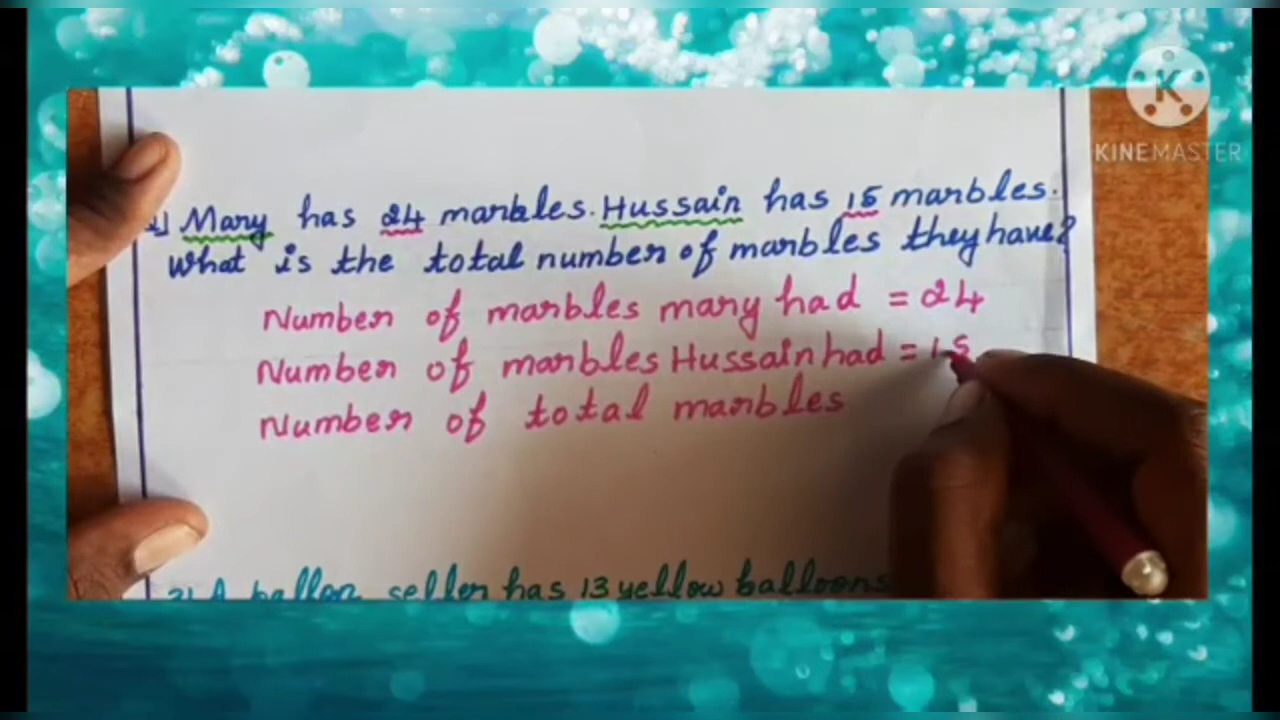 K
KINEMASTER
1) Mary has 24 marbles. Hussain has 15 marbles.
What is the total number of marbles they have?
Number of marbles mary had = 24
Number of marbles Hussain had = 15
Number of total marbles
2) A ballon seller has 13 yellow balloons